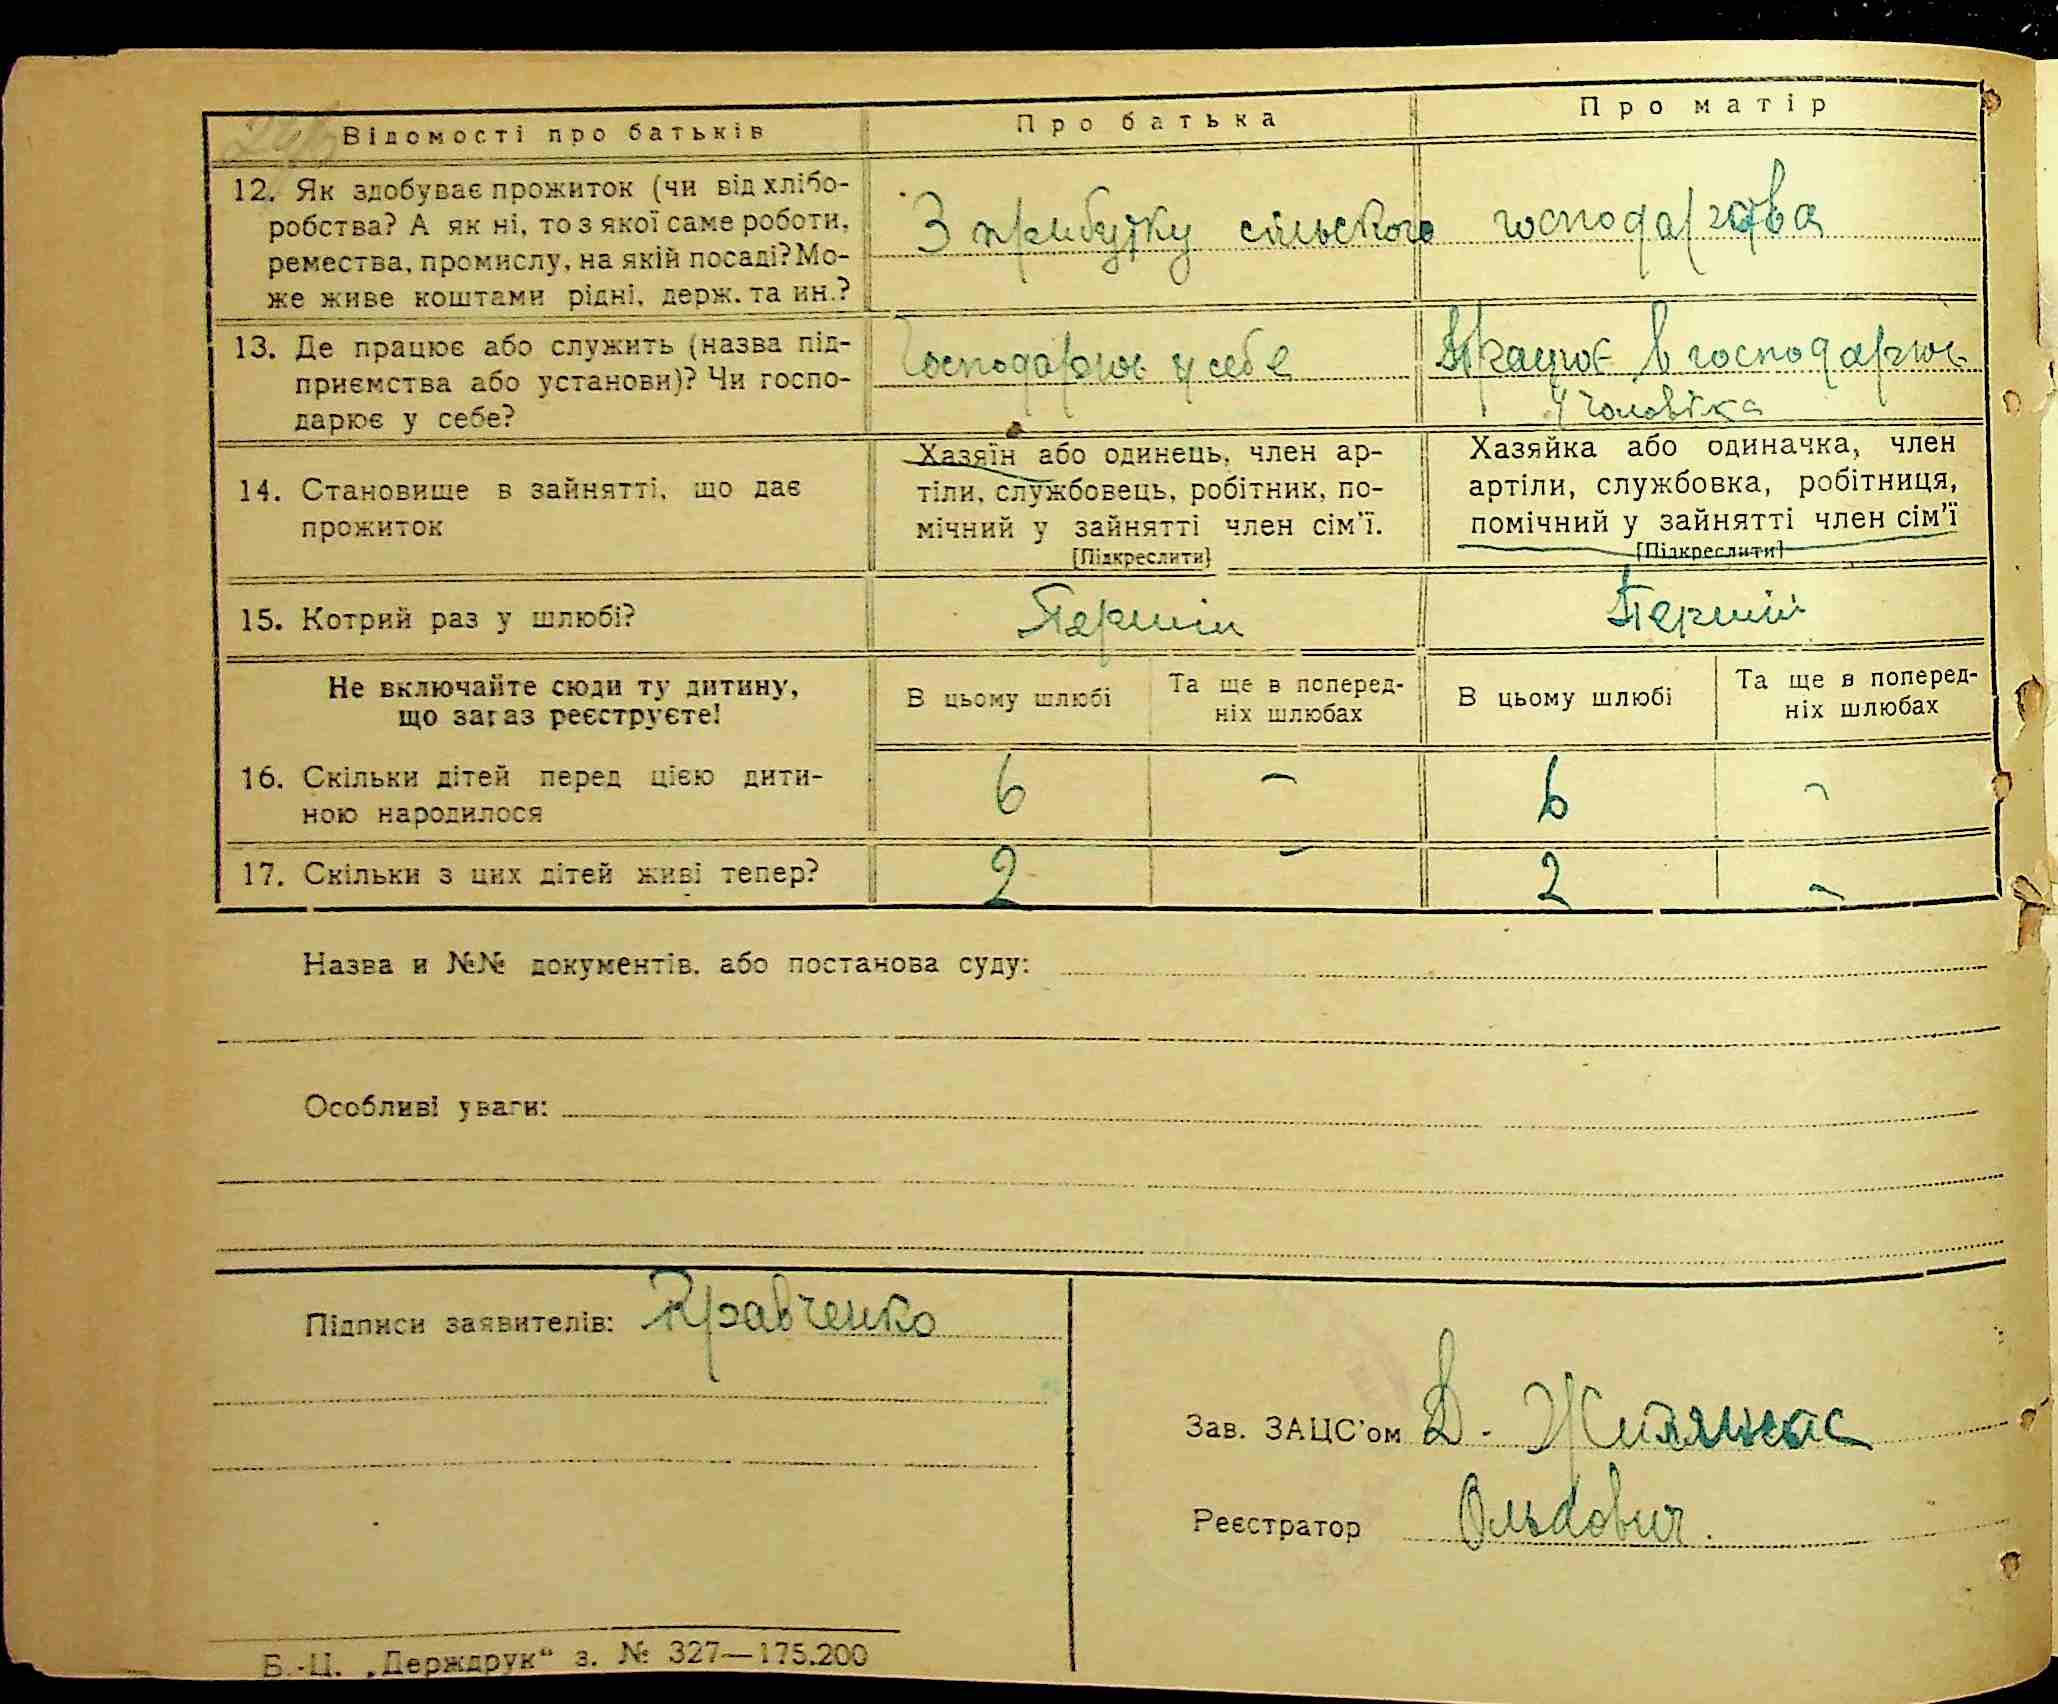 Відомості про батьків
Про батька
Про матір
12. Як здобуває прожиток (чи від хлібо-
робства? А як ні, то з якої саме роботи,
ремества, промислу, на якій посаді? Мо-
же живе коштами рідні, держ. та ин.?
З прибутку сільського господарства
13. Де працює або служить (назва під-
приємства або установи)? Чи госпо-
дарює у себе?
Господарює у себе
Працює в господарює
у чоловіка
14. Становище в зайнятті, що дає
прожиток
Хазяїн або одинець, член ар-
тіли, службовець, робітник, по-
мічний у зайнятті член сім'ї.
[Підкреслити]
Хазяйка або одиначка, член
артіли, службовка, робітниця,
помічний у зайнятті член сім'ї
[Підкреслити]
15. Котрий раз у шлюбі?
Перший
Перший
Не включайте сюди ту дитину,
що зараз реєструєте!
В цьому шлюбі
Та ще в поперед-
ніх шлюбах
В цьому шлюбі
Та ще в поперед-
ніх шлюбах
16. Скільки дітей перед цією дити-
ною народилося
6 - 6 -
17. Скільки з цих дітей живі тепер?
2 - 2 -
Назва и №№ документів, або постанова суду:
Особливі уваги:
Підписи заявителів: Кравченко
Зав. ЗАЦС'ом Д.
Реєстратор
Б.-Ц. „Держдрук“ з. № 327—175.200